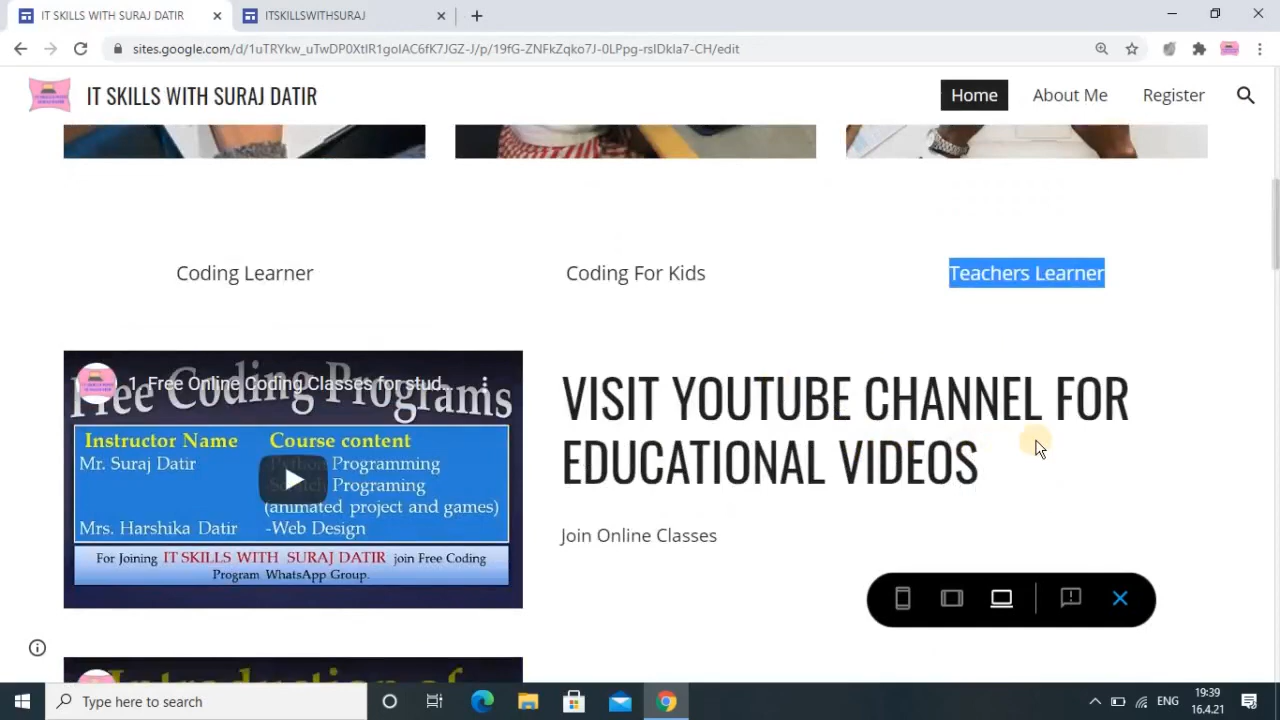 IT SKILLS WITH SURAJ DATIR
ITSKILLSWITHSURAJ
sites.google.com/d/1uTRYkw_uTwDP0XtlR1goIAC6fK7JGZ-J/p/19fG-ZNFkZqko7J-0LPpg-rsIDkla7-CH/edit
IT SKILLS WITH SURAJ DATIR
Home
About Me
Register
Coding Learner
Coding For Kids
Teachers Learner
1 Free Online Coding Classes for stud...
Free Coding Programs
Instructor Name
Course content
Mr. Suraj Datir
Python Programming
Scratch Programing
(animated project and games)
Mrs. Harshika Datir
-Web Design
For Joining IT SKILLS WITH SURAJ DATIR join Free Coding
Program WhatsApp Group.
VISIT YOUTUBE CHANNEL FOR
EDUCATIONAL VIDEOS
Join Online Classes
Introduction of
Type here to search
ENG
19:39
16.4.21